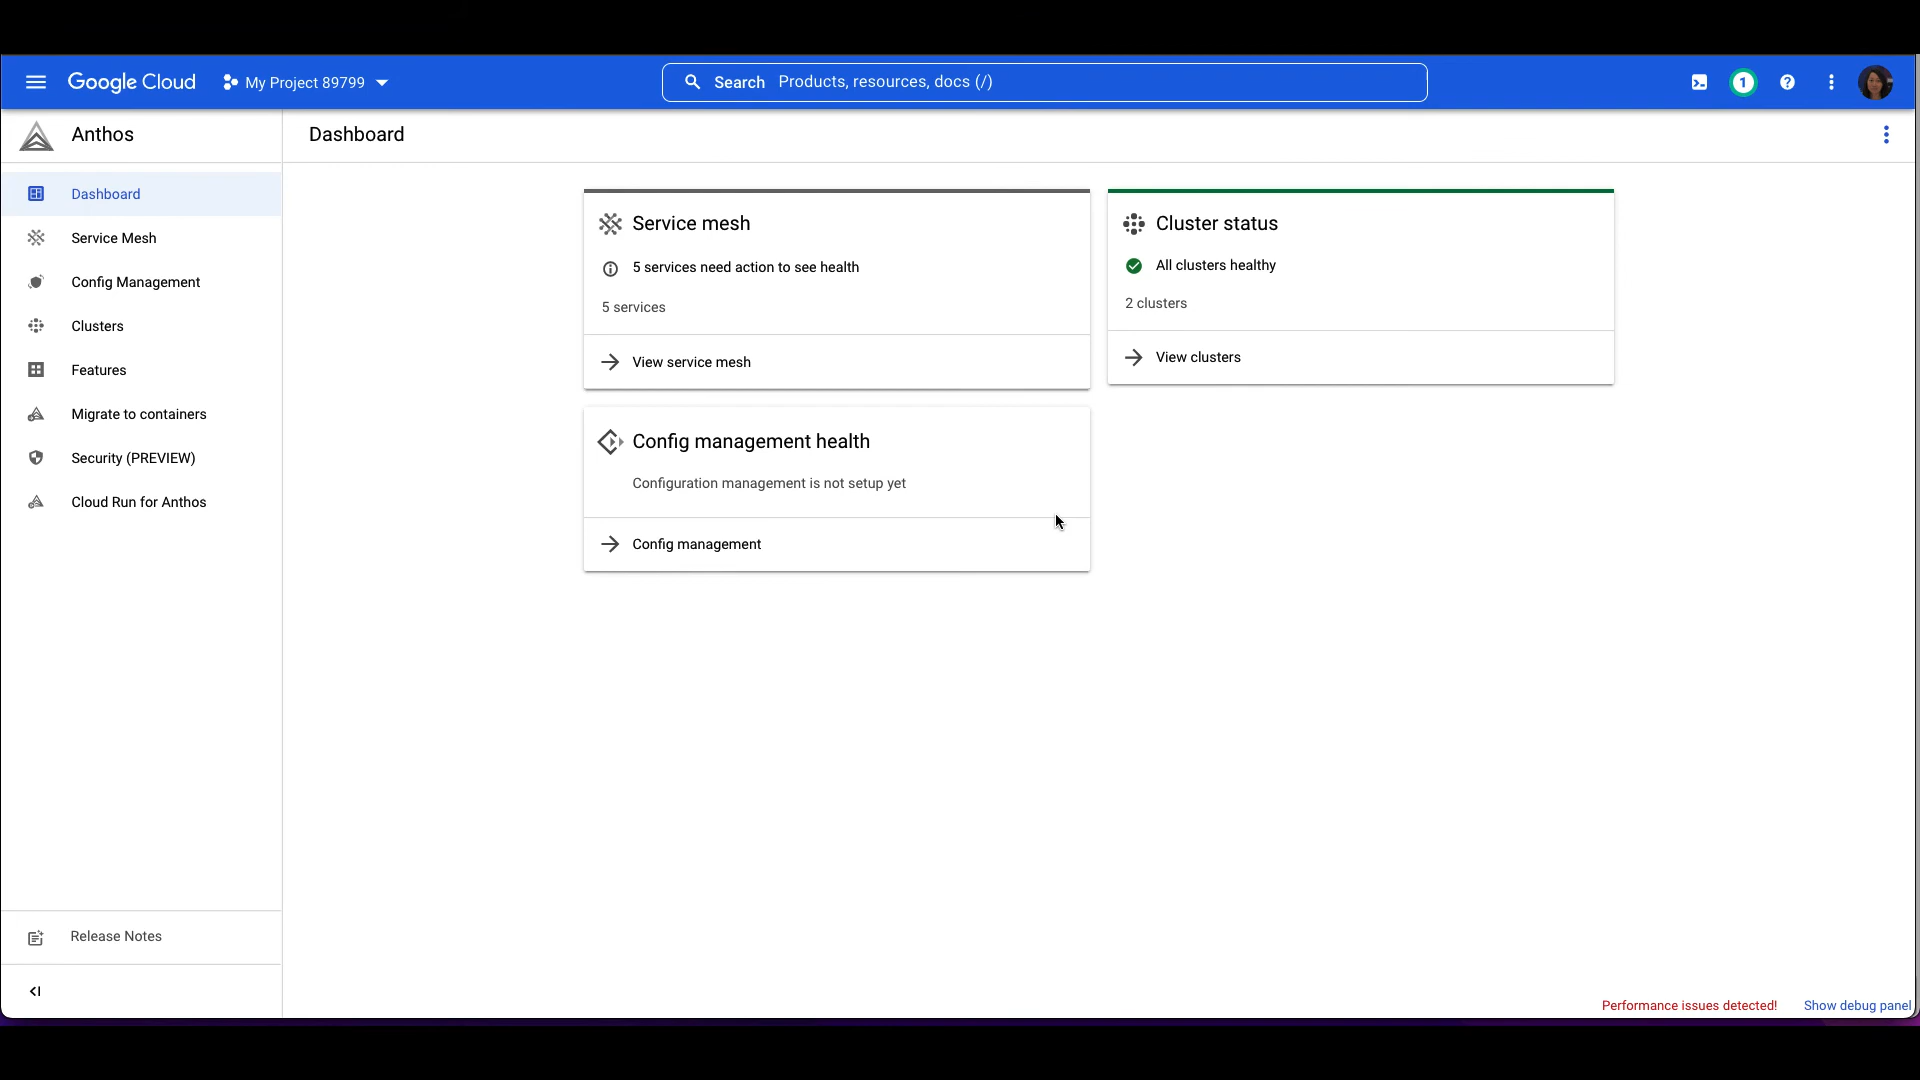 Google Cloud
My Project 89799
Search Products, resources, docs (/)
1
Anthos
Dashboard
Dashboard
Service Mesh
Config Management
Clusters
Features
Migrate to containers
Security (PREVIEW)
Cloud Run for Anthos
Service mesh
5 services need action to see health
5 services
View service mesh
Cluster status
All clusters healthy
2 clusters
View clusters
Config management health
Configuration management is not setup yet
Config management
Release Notes
Performance issues detected! Show debug panel